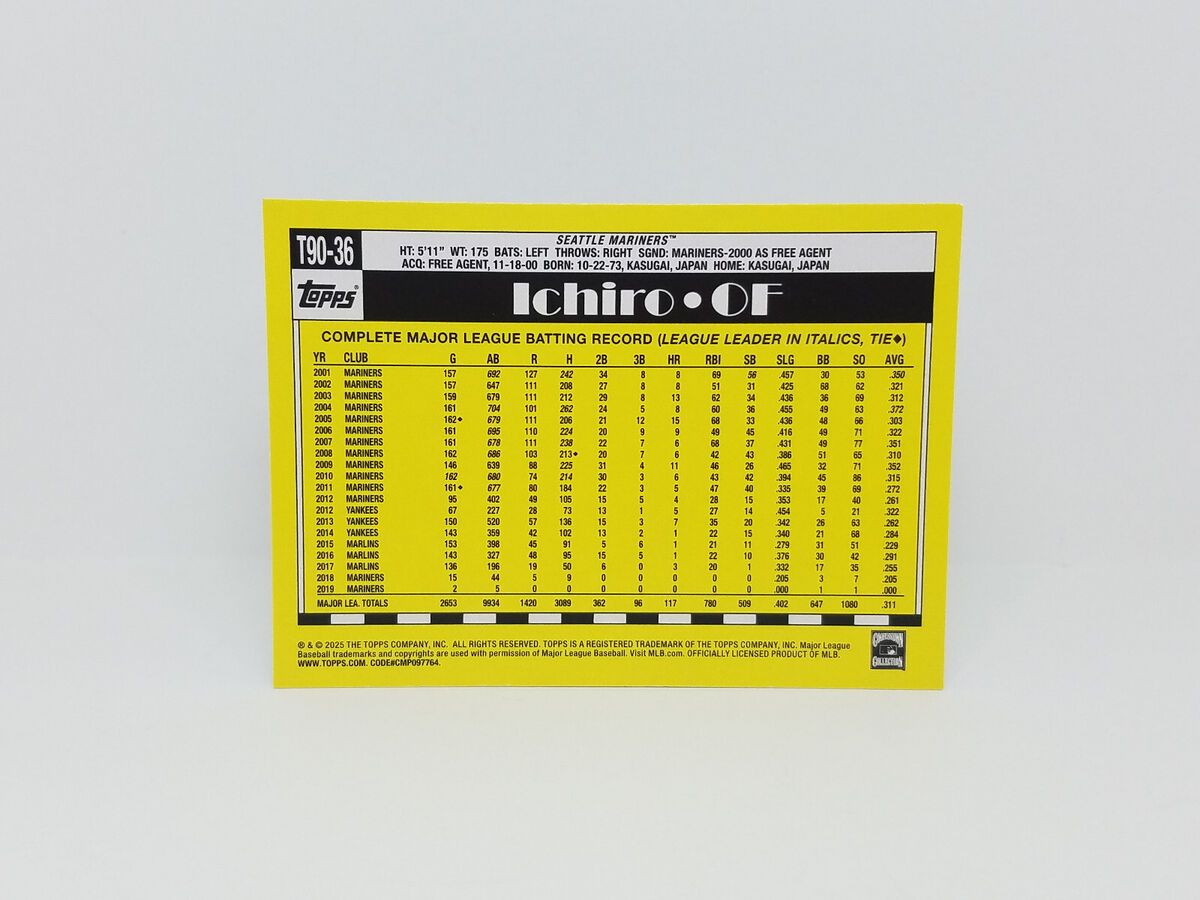 T90-36
SEATTLE MARINERS™
HT: 5'11" WT: 175 BATS: LEFT THROWS: RIGHT SGND: MARINERS-2000 AS FREE AGENT
ACQ: FREE AGENT, 11-18-00 BORN: 10-22-73, KASUGAI, JAPAN HOME: KASUGAI, JAPAN
topps®
Ichiro • OF
COMPLETE MAJOR LEAGUE BATTING RECORD (LEAGUE LEADER IN ITALICS, TIE◆)
YR CLUB G AB R H 2B 3B HR RBI SB SLG BB SO AVG
2001 MARINERS 157 692 127 242 34 8 8 69 56 .457 30 53 .350
2002 MARINERS 157 647 111 208 27 8 8 51 31 .425 68 62 .321
2003 MARINERS 159 679 111 212 29 8 13 62 34 .436 36 69 .312
2004 MARINERS 161 704 101 262 24 5 8 60 36 .455 49 63 .372
2005 MARINERS 162◆ 679 111 206 21 12 15 68 33 .436 48 66 .303
2006 MARINERS 161 695 110 224 20 9 9 49 45 .416 49 71 .322
2007 MARINERS 161 678 111 238 22 7 6 68 37 .431 49 77 .351
2008 MARINERS 162 686 103 213◆ 20 7 6 42 43 .386 51 65 .310
2009 MARINERS 146 639 88 225 31 4 11 46 26 .465 32 71 .352
2010 MARINERS 162 680 74 214 30 3 6 43 42 .394 45 86 .315
2011 MARINERS 161◆ 677 80 184 22 3 5 47 40 .335 39 69 .272
2012 MARINERS 95 402 49 105 15 5 4 28 15 .353 17 40 .261
2012 YANKEES 67 227 28 73 13 1 5 27 14 .454 5 21 .322
2013 YANKEES 150 520 57 136 15 3 7 35 20 .342 26 63 .262
2014 YANKEES 143 359 42 102 13 2 1 22 15 .340 21 68 .284
2015 MARLINS 153 398 45 91 5 6 1 21 11 .279 31 51 .229
2016 MARLINS 143 327 48 95 15 5 1 22 10 .376 30 42 .291
2017 MARLINS 136 196 19 50 6 0 3 20 1 .332 17 35 .255
2018 MARINERS 15 44 5 9 0 0 0 0 0 .205 3 7 .205
2019 MARINERS 2 5 0 0 0 0 0 0 0 .000 1 1 .000
MAJOR LEA. TOTALS 2653 9934 1420 3089 362 96 117 780 509 .402 647 1080 .311
® & © 2025 THE TOPPS COMPANY, INC. ALL RIGHTS RESERVED. TOPPS IS A REGISTERED TRADEMARK OF THE TOPPS COMPANY, INC. Major League
Baseball trademarks and copyrights are used with permission of Major League Baseball. Visit MLB.com. OFFICIALLY LICENSED PRODUCT OF MLB.
WWW.TOPPS.COM. CODE#CMP097764.
COOPERSTOWN
COLLECTION